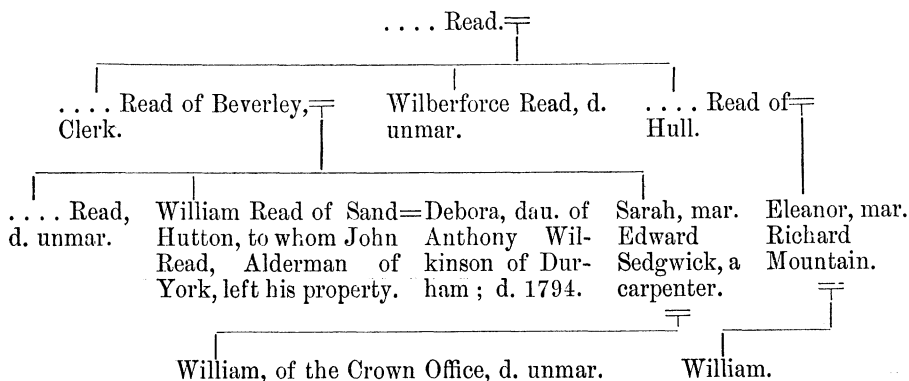 . . . . Read.
. . . . Read of Beverley,
Clerk.
Wilberforce Read, d.
unmar.
. . . . Read of
Hull.
. . . . Read,
d. unmar.
William Read of Sand
Hutton, to whom John
Read, Alderman of
York, left his property.
Debora, dau. of
Anthony Wil-
kinson of Dur-
ham ; d. 1794.
Sarah, mar.
Edward
Sedgwick, a
carpenter.
Eleanor, mar.
Richard
Mountain.
William, of the Crown Office, d. unmar.
William.